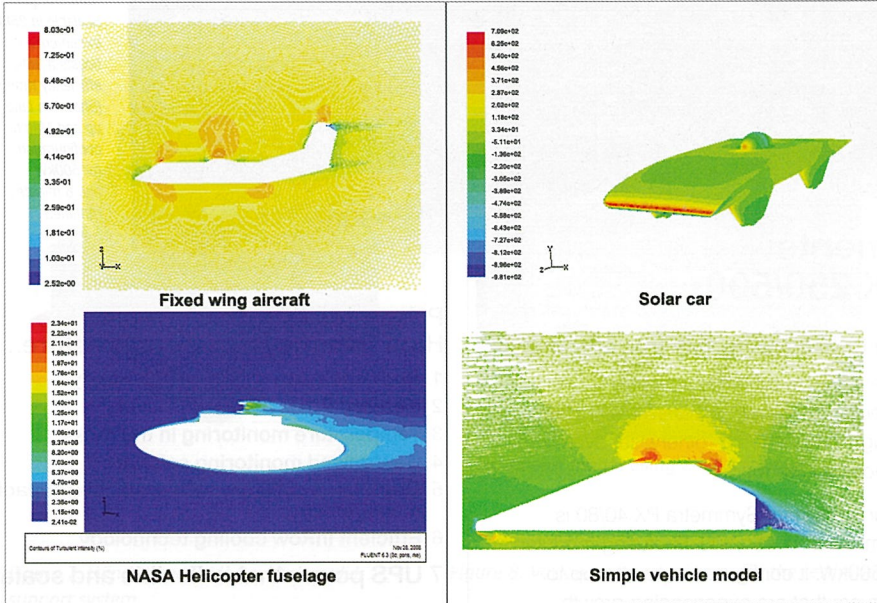 8.03e+01
7.25e+01
6.48e+01
5.70e+01
4.92e+01
4.14e+01
3.35e+01
2.59e+01
1.81e+01
1.03e+01
2.52e+00
Z
Y X
Fixed wing aircraft
7.09e+02
6.25e+02
5.40e+02
4.56e+02
3.71e+02
2.87e+02
2.02e+02
1.18e+02
3.34e+01
-5.11e+01
-1.36e+02
-2.20e+02
-3.05e+02
-3.89e+02
-4.74e+02
-5.58e+02
-6.43e+02
-7.27e+02
-8.12e+02
-8.96e+02
-9.81e+02
Y
Z X
Solar car
2.34e+01
2.22e+01
2.11e+01
1.99e+01
1.87e+01
1.76e+01
1.64e+01
1.52e+01
1.40e+01
1.25e+01
1.17e+01
1.06e+01
9.37e+00
8.20e+00
7.03e+00
5.87e+00
4.70e+00
3.53e+00
2.35e+00
1.15e+00
2.41e-02
Contours of Turbulent Intensity (%)
Nov 26, 2008
NASA Helicopter fuselage
Simple vehicle model